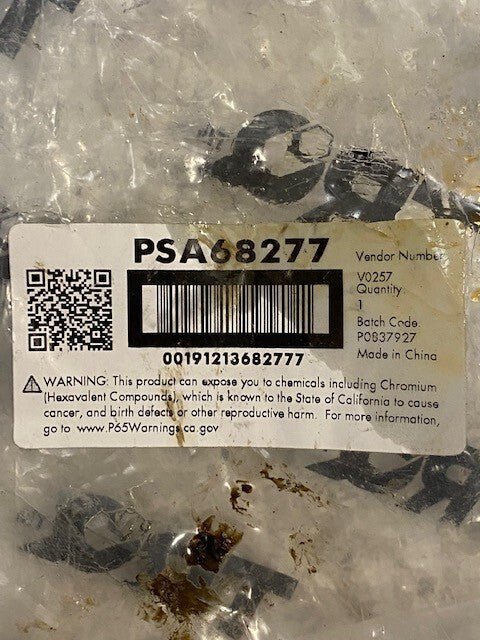 PSA68277
Vendor Number
V0257
Quantity
1
Batch Code.
P0837927
Made in China
00191213682777
WARNING: This product can expose you to chemicals including Chromium
(Hexavalent Compounds), which is known to the State of California to cause
cancer, and birth defects or other reproductive harm. For more information,
go to www.P65Warnings.ca.gov